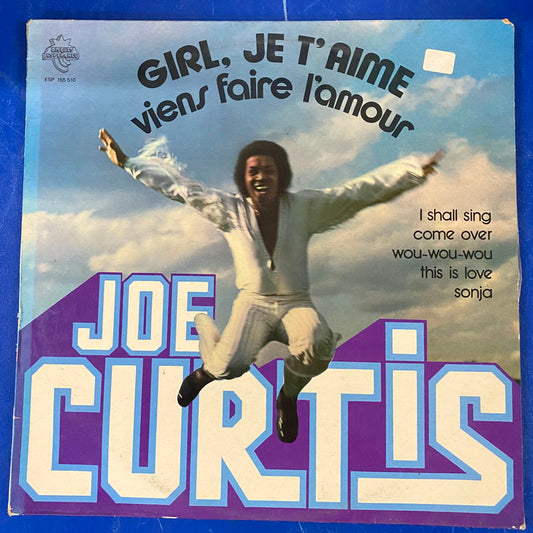 ESP 155 510
GIRL, JE T'AIME
viens faire l'amour
I shall sing
come over
wou-wou-wou
this is love
sonja
JOE
CURTIS